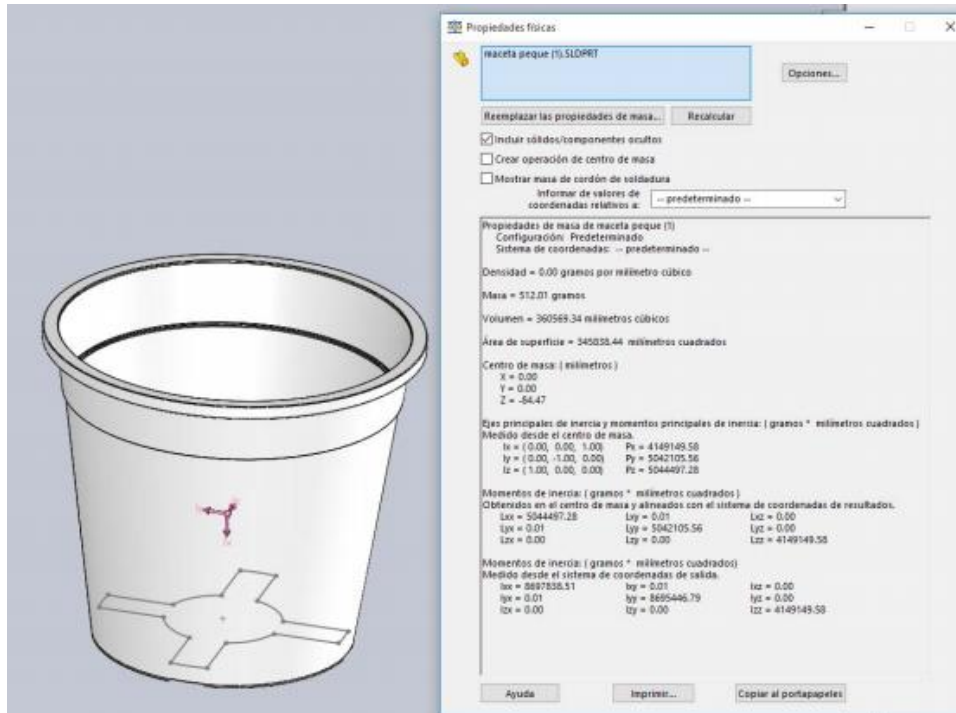 Propiedades físicas
maceta peque (1).SLDPRT
Opciones...
Reemplazar las propiedades de masa... Recalcular
Incluir sólidos/componentes ocultos
Crear operación de centro de masa
Mostrar masa de cordón de soldadura
Informar de valores de
coordenadas relativos a: -- predeterminado --
Propiedades de masa de maceta peque (1)
Configuración: Predeterminado
Sistema de coordenadas: -- predeterminado --
Densidad = 0.00 gramos por milímetro cúbico
Masa = 512.01 gramos
Volumen = 360569.34 milímetros cúbicos
Área de superficie = 345838.44 milímetros cuadrados
Centro de masa: ( milímetros )
X = 0.00
Y = 0.00
Z = -84.47
Ejes principales de inercia y momentos principales de inercia: ( gramos * milímetros cuadrados )
Medido desde el centro de masa.
Ix = ( 0.00, 0.00, 1.00) Px = 4149149.58
Iy = ( 0.00, -1.00, 0.00) Py = 5042105.56
Iz = ( 1.00, 0.00, 0.00) Pz = 5044497.28
Momentos de inercia: ( gramos * milímetros cuadrados )
Obtenidos en el centro de masa y alineados con el sistema de coordenadas de resultados.
Lxx = 5044497.28 Lxy = 0.01 Lxz = 0.00
Lyx = 0.01 Lyy = 5042105.56 Lyz = 0.00
Lzx = 0.00 Lzy = 0.00 Lzz = 4149149.58
Momentos de inercia: ( gramos * milímetros cuadrados)
Medido desde el sistema de coordenadas de salida.
Ixx = 8697838.51 Ixy = 0.01 Ixz = 0.00
Iyx = 0.01 Iyy = 8695446.79 Iyz = 0.00
Izx = 0.00 Izy = 0.00 Izz = 4149149.58
Ayuda Imprimir... Copiar al portapapeles